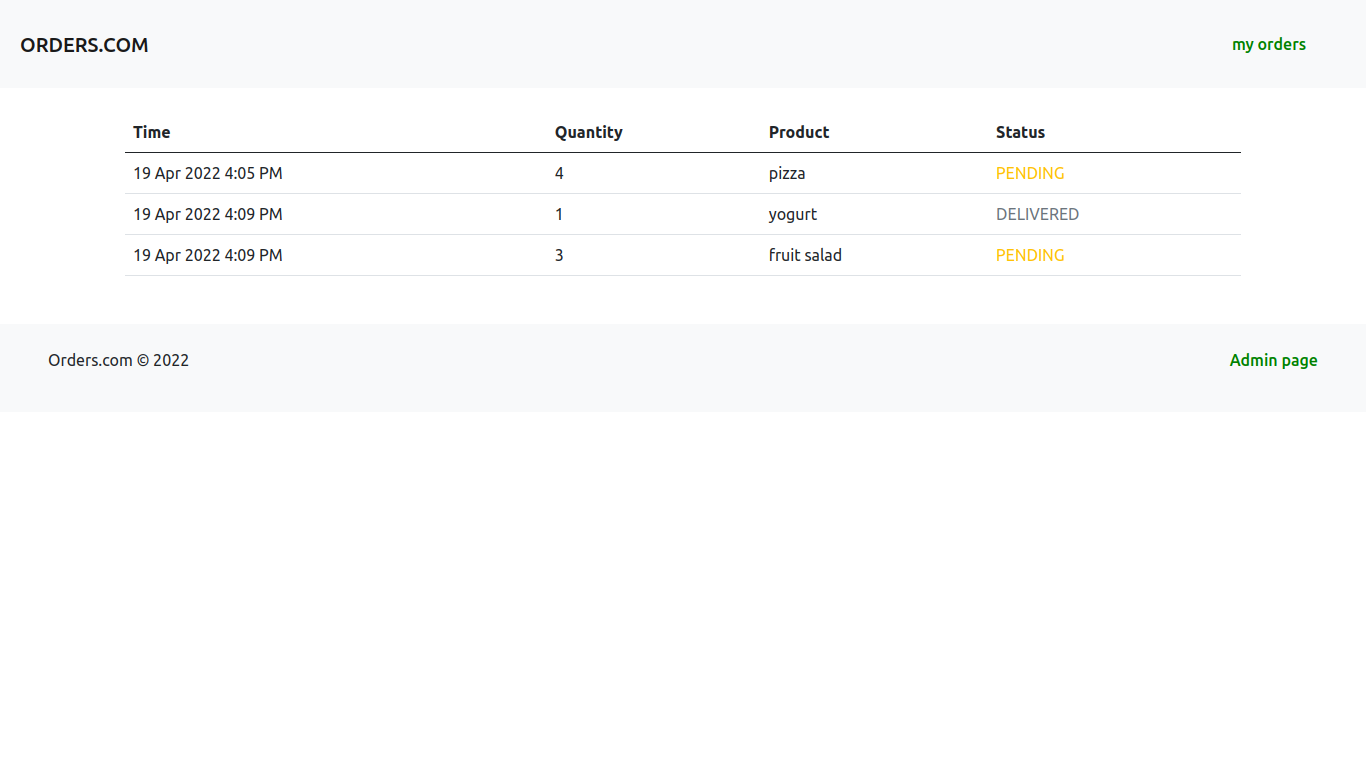 ORDERS.COM my orders
Time Quantity Product Status
19 Apr 2022 4:05 PM 4 pizza PENDING
19 Apr 2022 4:09 PM 1 yogurt DELIVERED
19 Apr 2022 4:09 PM 3 fruit salad PENDING
Orders.com © 2022 Admin page